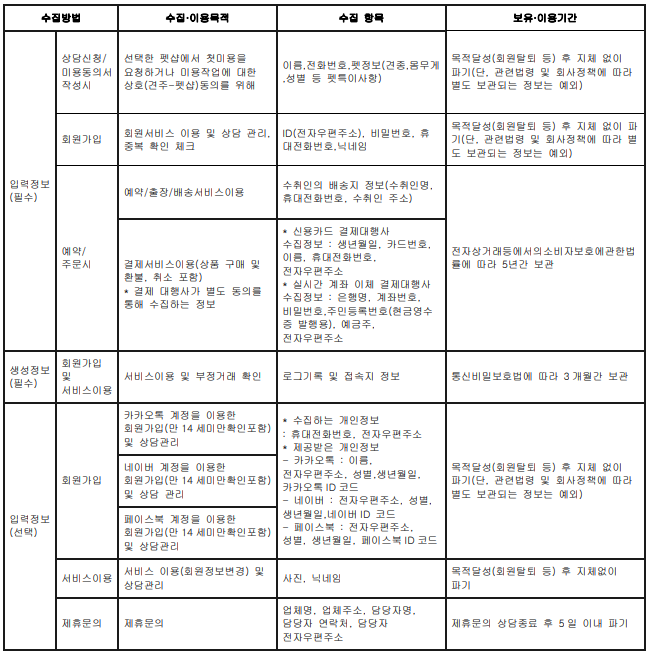 수집방법
수집·이용목적
수집 항목
보유·이용기간
입력정보
(필수)
상담신청/
미용동의서
작성시
선택한 펫샵에서 첫미용을
요청하거나 미용작업에 대한
상호(견주-펫샵)동의를 위해
이름,전화번호,펫정보(견종,몸무게
,성별 등 펫특이사항)
목적달성(회원탈퇴 등) 후 지체 없이
파기(단, 관련법령 및 회사정책에 따라
별도 보관되는 정보는 예외)
회원가입
회원서비스 이용 및 상담 관리,
중복 확인 체크
ID(전자우편주소), 비밀번호, 휴
대전화번호,닉네임
목적달성(회원탈퇴 등) 후 지체 없이 파
기(단, 관련법령 및 회사정책에 따라 별
도 보관되는 정보는 예외)
예약/
주문시
예약/출장/배송서비스이용
수취인의 배송지 정보(수취인명,
휴대전화번호, 수취인 주소)
결제서비스이용(상품 구매 및
환불, 취소 포함)
* 결제 대행사가 별도 동의를
통해 수집하는 정보
* 신용카드 결제대행사
수집정보 : 생년월일, 카드번호,
이름, 휴대전화번호,
전자우편주소
* 실시간 계좌 이체 결제대행사
수집정보 : 은행명, 계좌번호,
비밀번호,주민등록번호(현금영수
증 발행용), 예금주,
전자우편주소
전자상거래등에서의소비자보호에관한법
률에 따라 5년간 보관
생성정보
(필수)
회원가입
및
서비스이용
서비스이용 및 부정거래 확인
로그기록 및 접속지 정보
통신비밀보호법에 따라 3개월간 보관
입력정보
(선택)
회원가입
카카오톡 계정을 이용한
회원가입(만 14 세미만확인포함)
및 상담관리
네이버 계정을 이용한
회원가입(만 14 세미만확인포함)
및 상담 관리
페이스북 계정을 이용한
회원가입(만 14 세미만확인포함)
및 상담관리
* 수집하는 개인정보
: 휴대전화번호, 전자우편주소
* 제공받은 개인정보
- 카카오톡 : 이름,
전자우편주소, 성별,생년월일,
카카오톡ID코드
- 네이버 : 전자우편주소, 성별,
생년월일,네이버ID 코드
- 페이스북 : 전자우편주소,
성별, 생년월일, 페이스북ID코드
목적달성(회원탈퇴 등) 후 지체 없이
파기(단, 관련법령 및 회사정책에 따라
별도 보관되는 정보는 예외)
서비스이용
서비스 이용(회원정보변경) 및
상담관리
사진, 닉네임
목적달성(회원탈퇴 등) 후 지체없이
파기
제휴문의
제휴문의
업체명, 업체주소, 담당자명,
담당자 연락처, 담당자
전자우편주소
제휴문의 상담종료 후 5일 이내 파기